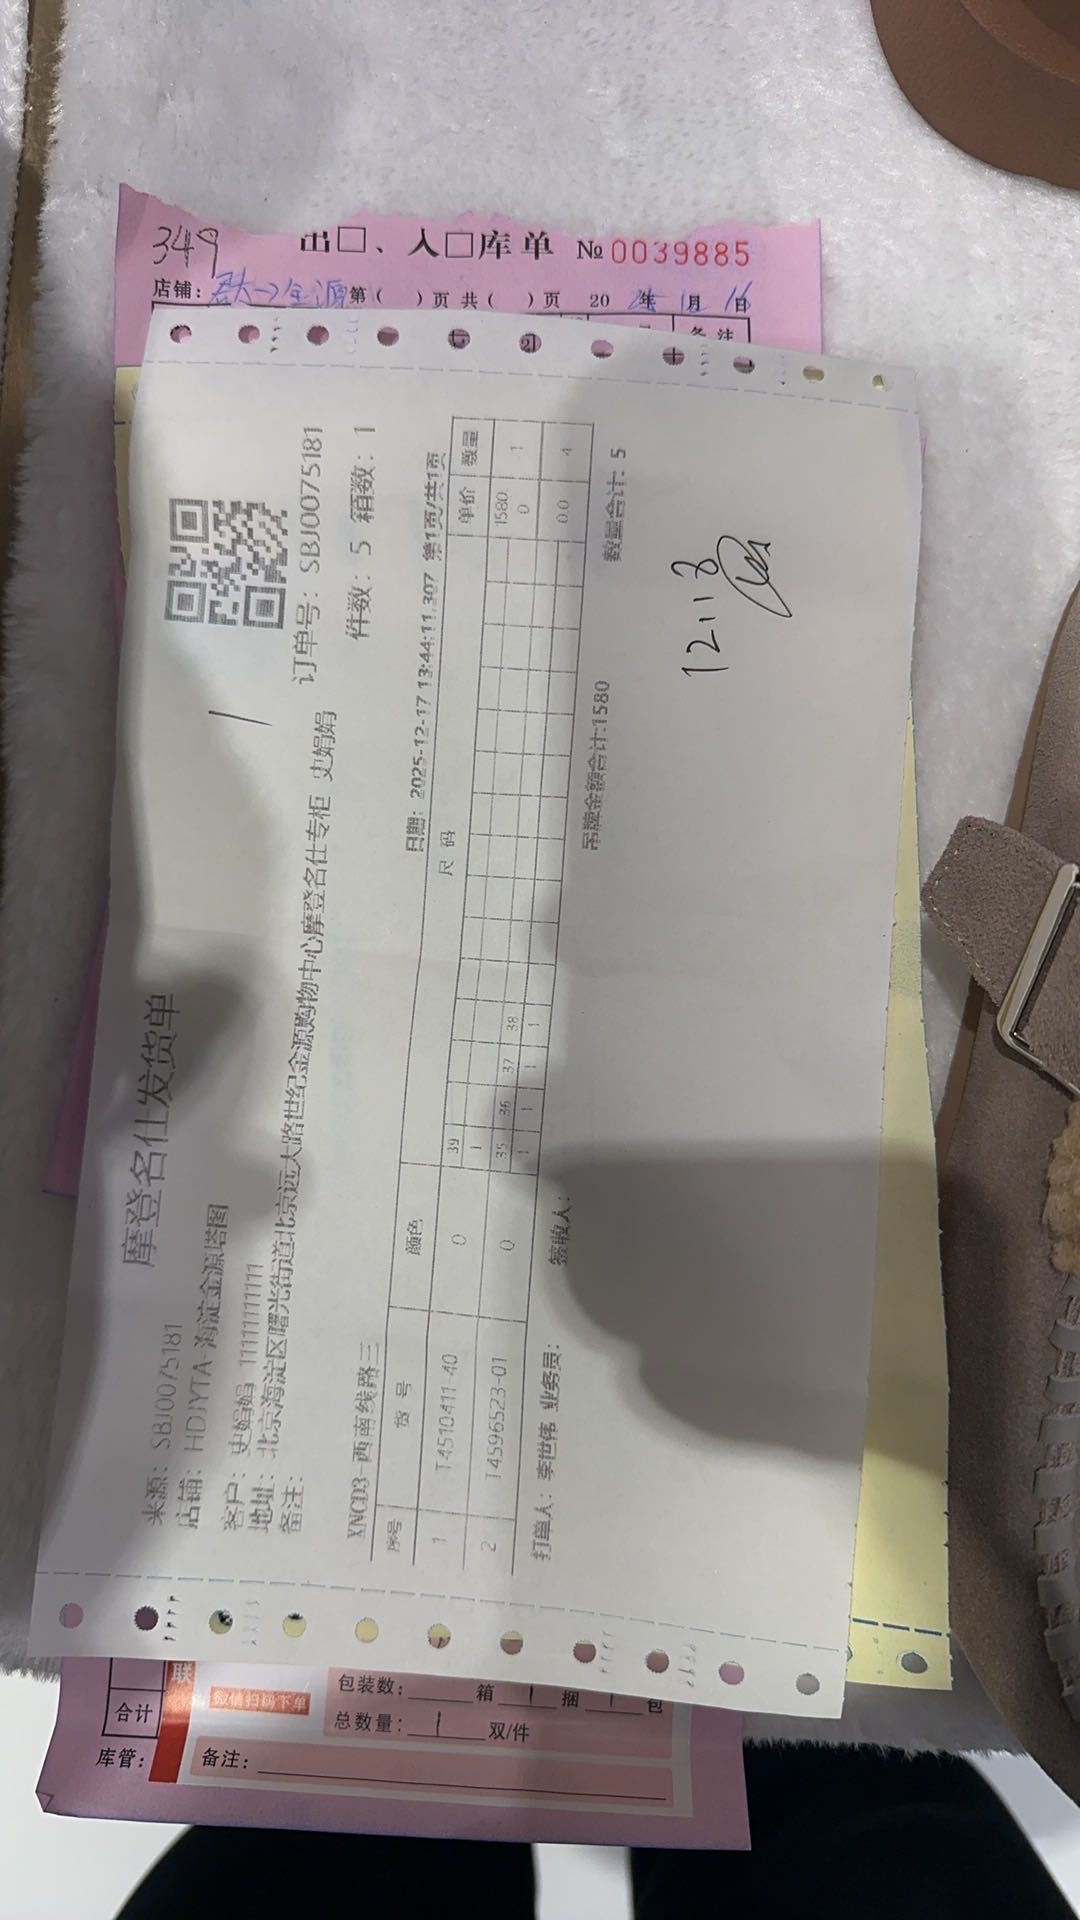 349
出□、入□库单 № 0039885
店铺: 金源 第( )页 共( )页 20 年 月 16 日
备注
摩登名仕发货单
来源: SBJ0075181
店铺: HDJYTA-海淀金源塔图
客户: 史娟娟 11111111111
地址: 北京海淀区曙光街道北京远大路世纪金源购物中心摩登名仕专柜 史娟娟
订单号: SBJ0075181
备注:
件数: 5 箱数: 1
XNCD3-西南线路三
日期: 2025-12-17 13:44:11.307 第1页/共1页
序号 货号 颜色 尺码 单价 数量
1 T4510411-40 0 39 1580.0 1
1
2 T4596523-01 0 35 36 37 38 0.0 4
1 1 1 1
打单人: 李世伟 业务员: 签收人: 吊牌金额合计:1580 数量合计: 5
12.18
合计
库管:
联
微信扫码下单
包装数: 箱 捆 包
总数量: 1 双/件
备注: